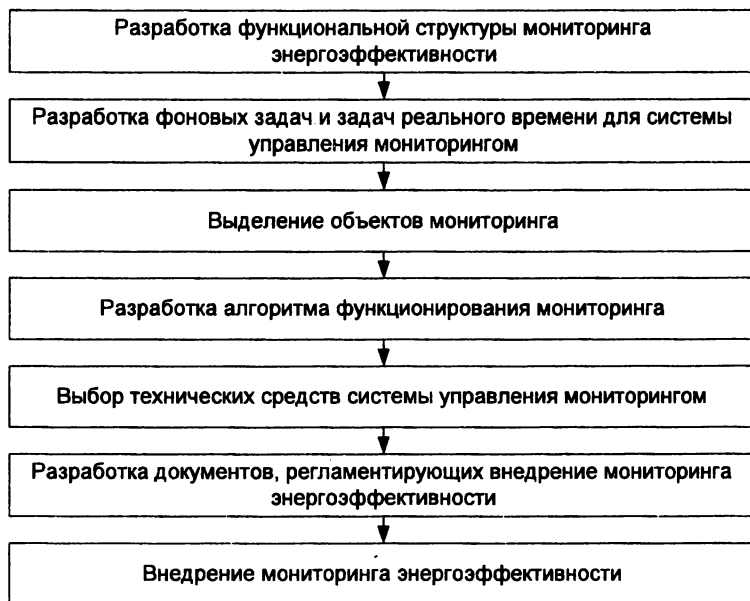 Разработка функциональной структуры мониторинга
энергоэффективности
Разработка фоновых задач и задач реального времени для системы
управления мониторингом
Выделение объектов мониторинга
Разработка алгоритма функционирования мониторинга
Выбор технических средств системы управления мониторингом
Разработка документов, регламентирующих внедрение мониторинга
энергоэффективности
Внедрение мониторинга энергоэффективности